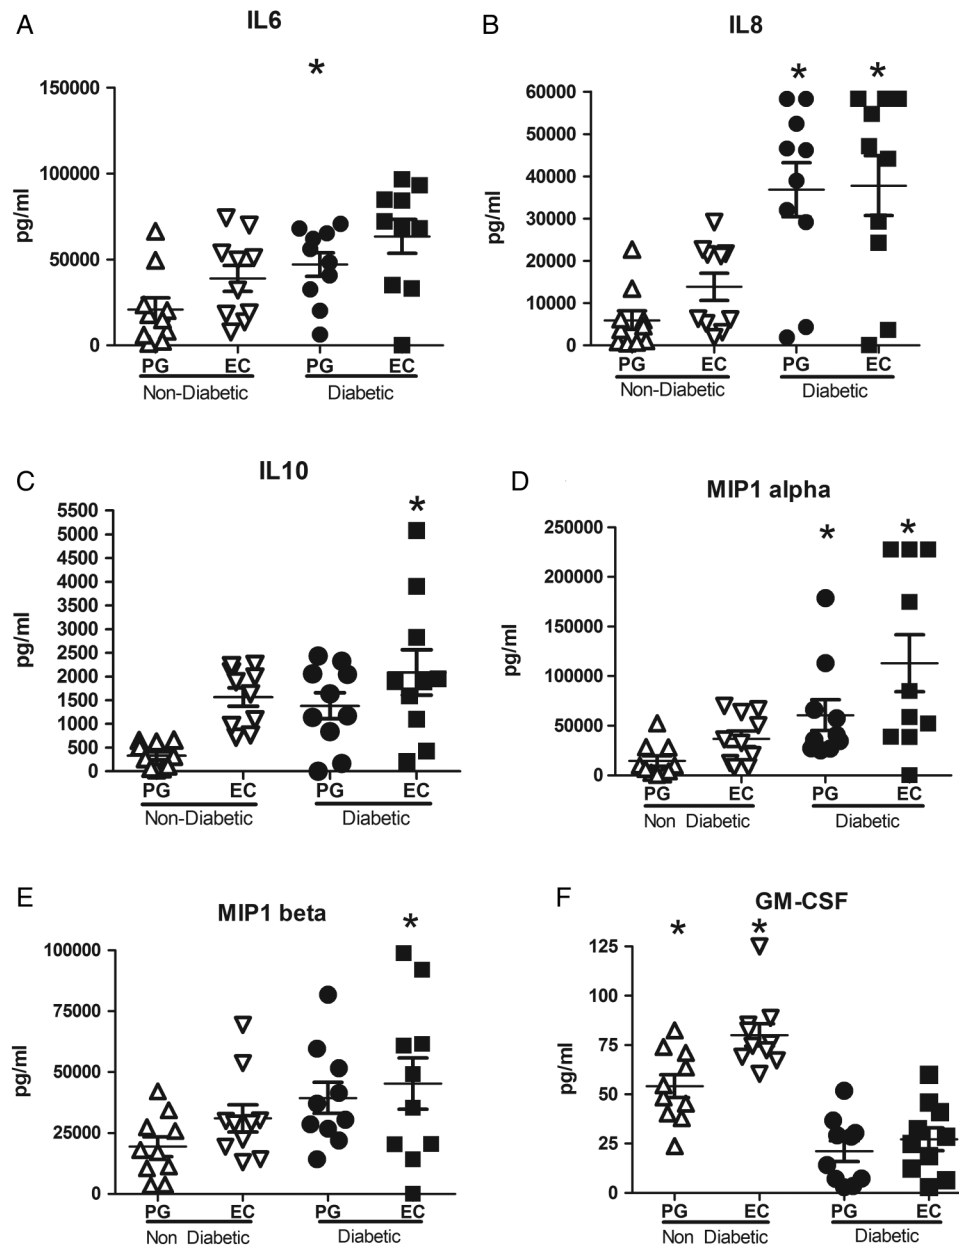 A
IL6
*
150000
100000
50000
0
pg/ml
PG EC PG EC
Non-Diabetic Diabetic
B
IL8
* *
60000
50000
40000
30000
20000
10000
0
pg/ml
PG EC PG EC
Non-Diabetic Diabetic
C
IL10
*
5500
5000
4500
4000
3500
3000
2500
2000
1500
1000
500
0
pg/ml
PG EC PG EC
Non-Diabetic Diabetic
D
MIP1 alpha
* *
250000
200000
150000
100000
50000
0
pg/ml
PG EC PG EC
Non Diabetic Diabetic
E
MIP1 beta
*
100000
75000
50000
25000
0
pg/ml
PG EC PG EC
Non Diabetic Diabetic
F
GM-CSF
* *
125
100
75
50
25
0
pg/ml
PG EC PG EC
Non Diabetic Diabetic